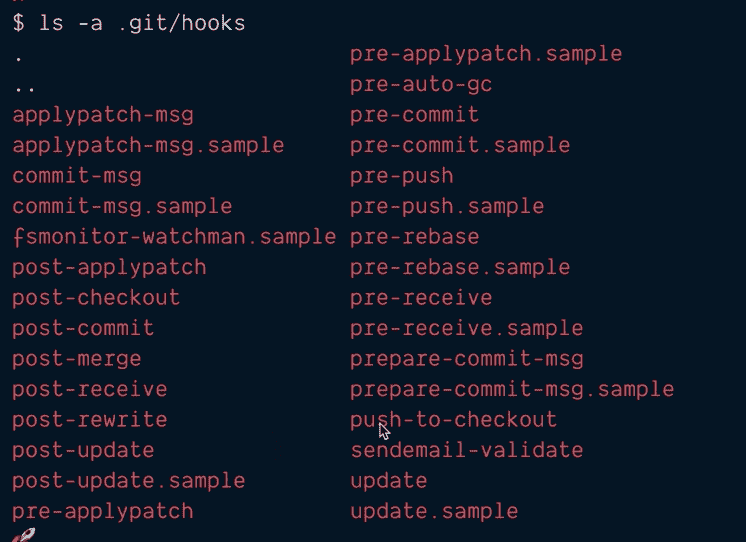 $ ls -a .git/hooks
. pre-applypatch.sample
.. pre-auto-gc
applypatch-msg pre-commit
applypatch-msg.sample pre-commit.sample
commit-msg pre-push
commit-msg.sample pre-push.sample
fsmonitor-watchman.sample pre-rebase
post-applypatch pre-rebase.sample
post-checkout pre-receive
post-commit pre-receive.sample
post-merge prepare-commit-msg
post-receive prepare-commit-msg.sample
post-rewrite push-to-checkout
post-update sendemail-validate
post-update.sample update
pre-applypatch update.sample